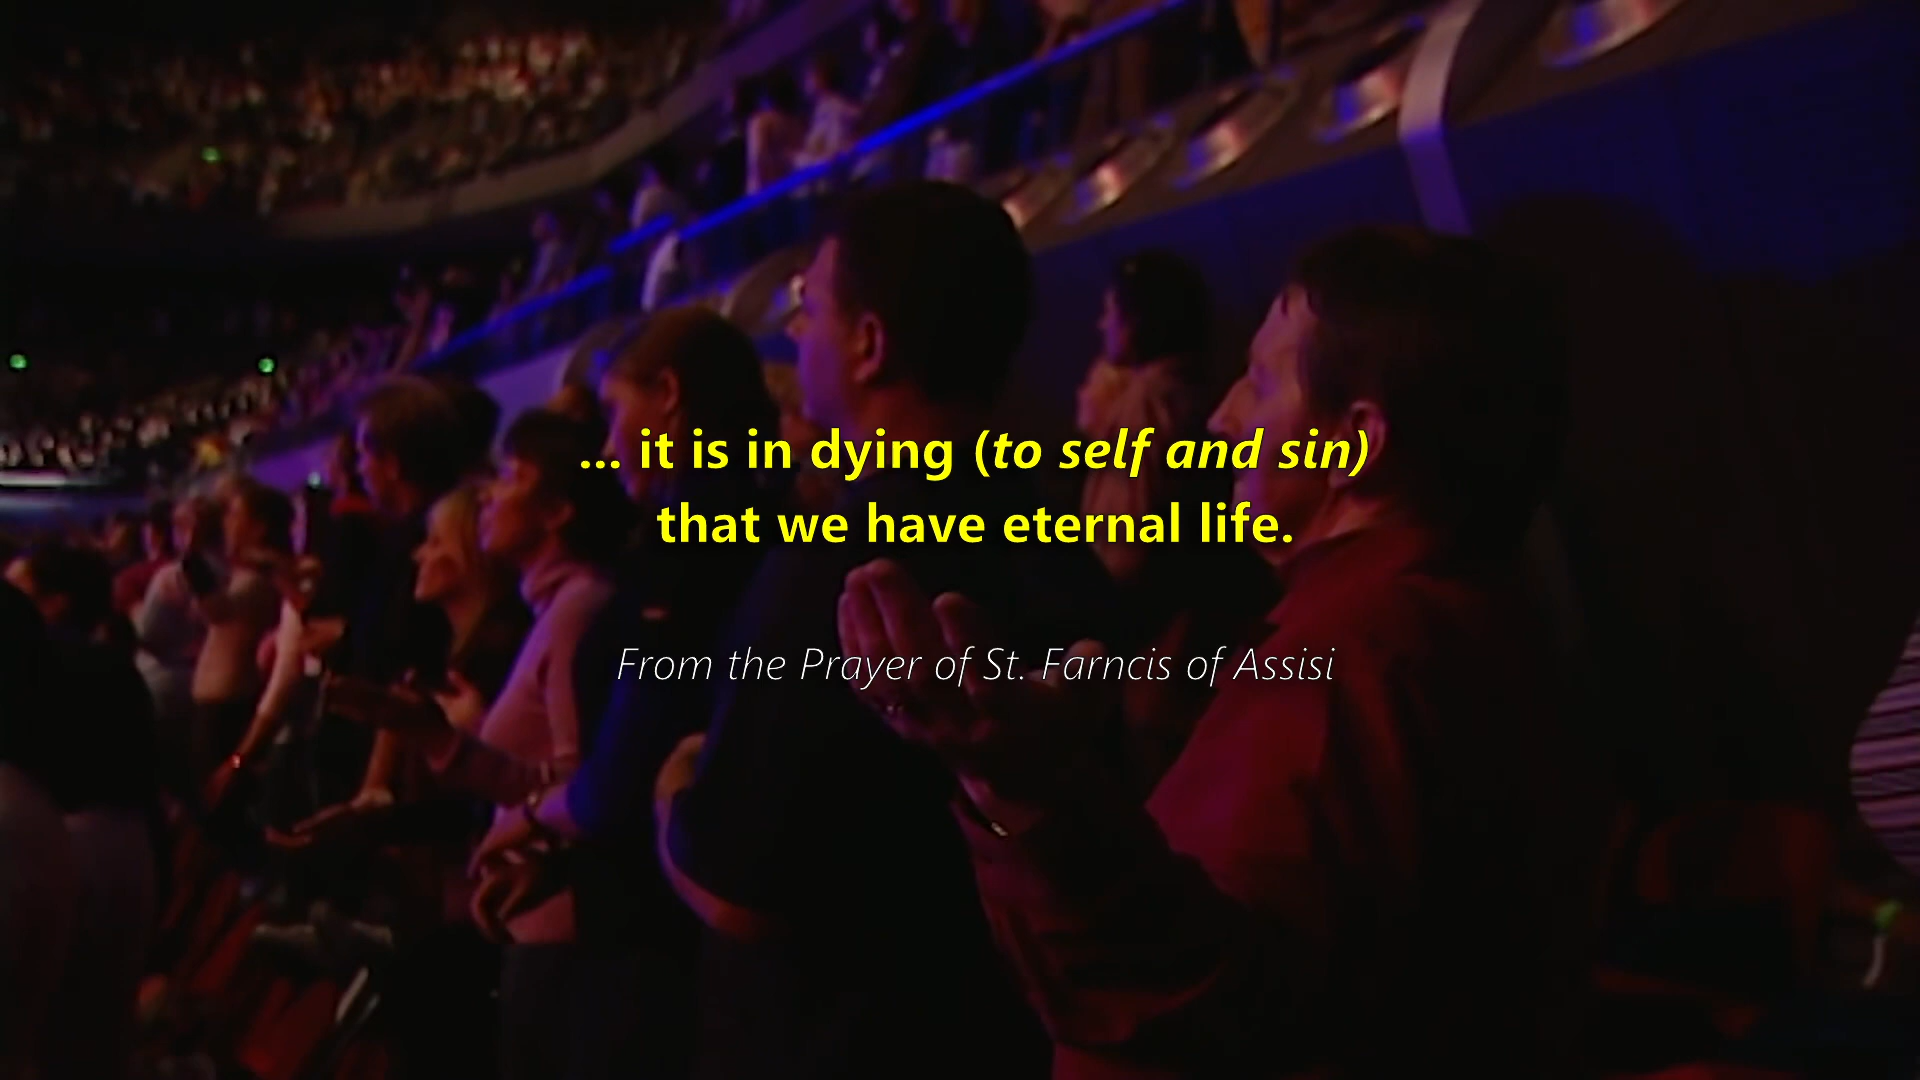 ... it is in dying (to self and sin)
that we have eternal life.
From the Prayer of St. Farncis of Assisi